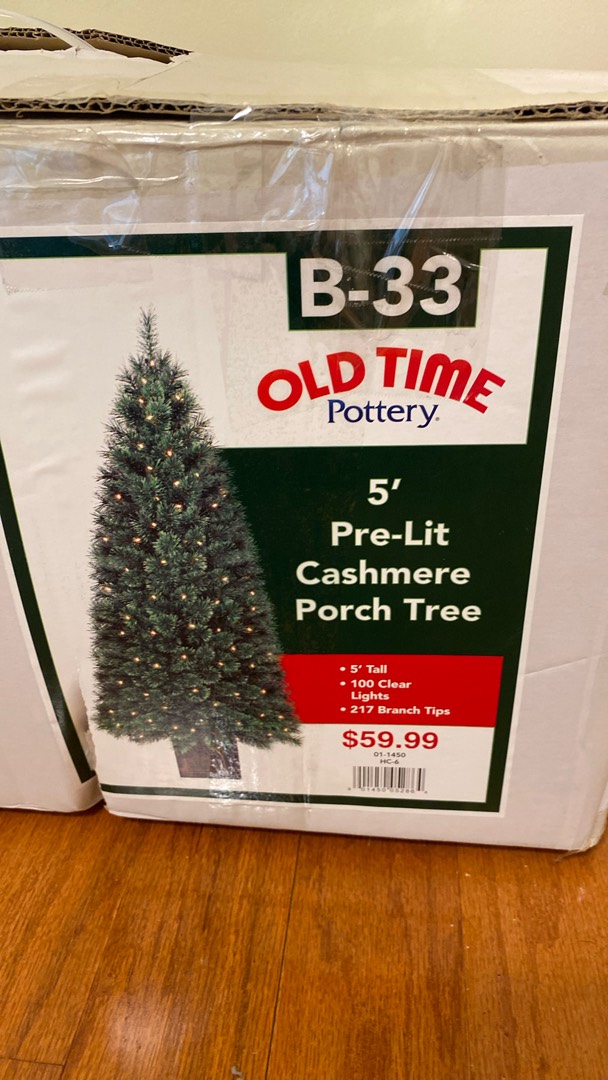 B-33
OLD TIME
Pottery®
5'
Pre-Lit
Cashmere
Porch Tree
• 5' Tall
• 100 Clear
Lights
• 217 Branch Tips
$59.99
01-1450
HC-6